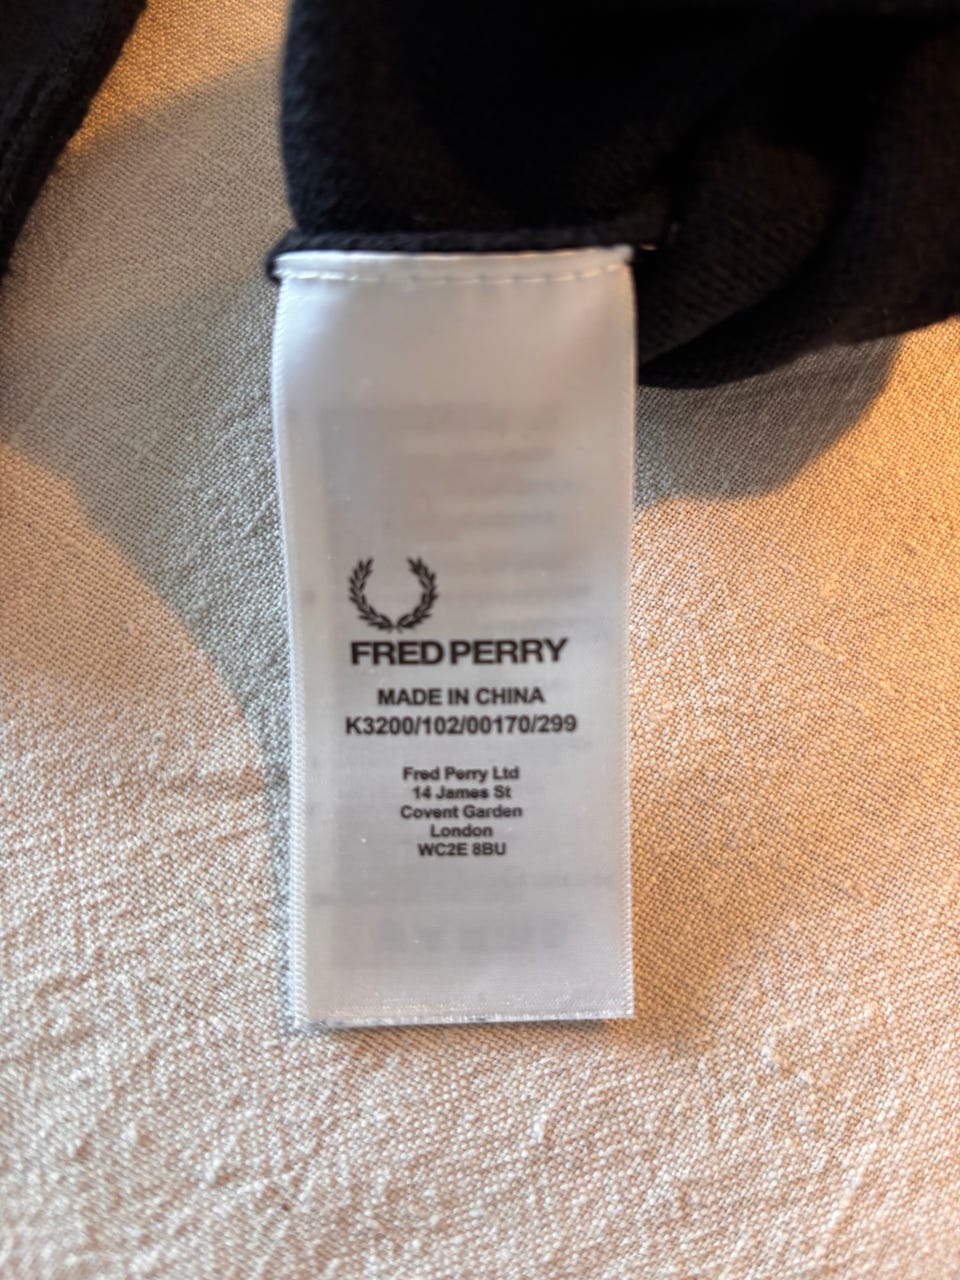 FRED PERRY
MADE IN CHINA
K3200/102/00170/299
Fred Perry Ltd
14 James St
Covent Garden
London
WC2E 8BU